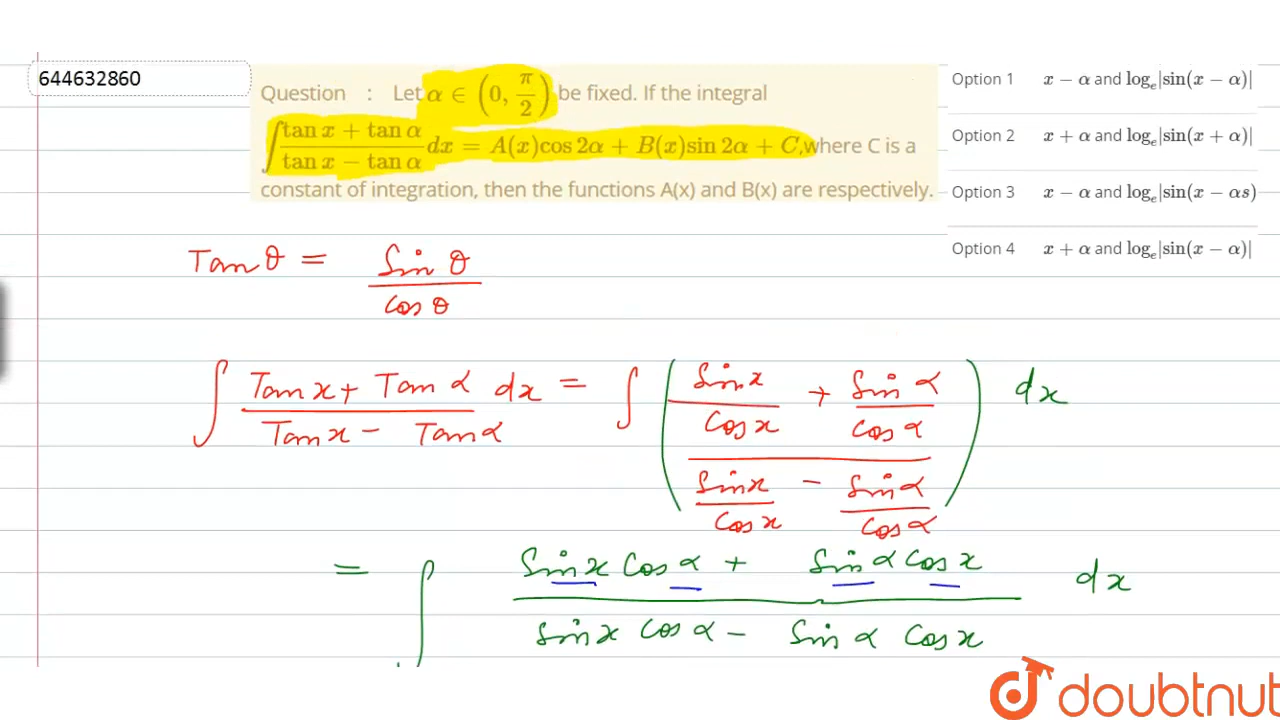 644632860
Question : Let α ∈ (0, π/2) be fixed. If the integral
∫ (tan x + tan α)/(tan x − tan α) dx = A(x)cos 2α + B(x)sin 2α + C,where C is a
constant of integration, then the functions A(x) and B(x) are respectively.
Option 1 x − α and logₑ|sin(x − α)|
Option 2 x + α and logₑ|sin(x + α)|
Option 3 x − α and logₑ|sin(x − αs)
Option 4 x + α and logₑ|sin(x − α)|
Tan θ = Sin θ / Cos θ
∫ (Tan x + Tan α)/(Tan x − Tan α) dx = ∫ ((Sin x/Cos x + Sin α/Cos α)/(Sin x/Cos x − Sin α/Cos α)) dx
= ∫ (Sin x Cos α + Sin α Cos x)/(Sin x Cos α − Sin α Cos x) dx
doubtnut